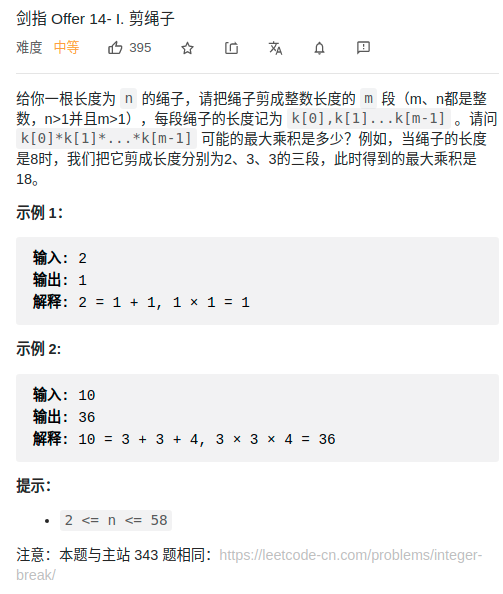 剑指 Offer 14- I. 剪绳子
难度 中等 395
给你一根长度为 n 的绳子，请把绳子剪成整数长度的 m 段（m、n都是整
数，n>1并且m>1），每段绳子的长度记为 k[0],k[1]...k[m-1] 。请问
k[0]*k[1]*...*k[m-1] 可能的最大乘积是多少？例如，当绳子的长度
是8时，我们把它剪成长度分别为2、3、3的三段，此时得到的最大乘积是
18。
示例 1：
输入: 2
输出: 1
解释: 2 = 1 + 1, 1 × 1 = 1
示例 2:
输入: 10
输出: 36
解释: 10 = 3 + 3 + 4, 3 × 3 × 4 = 36
提示：
• 2 <= n <= 58
注意：本题与主站 343 题相同：https://leetcode-cn.com/problems/integer-
break/